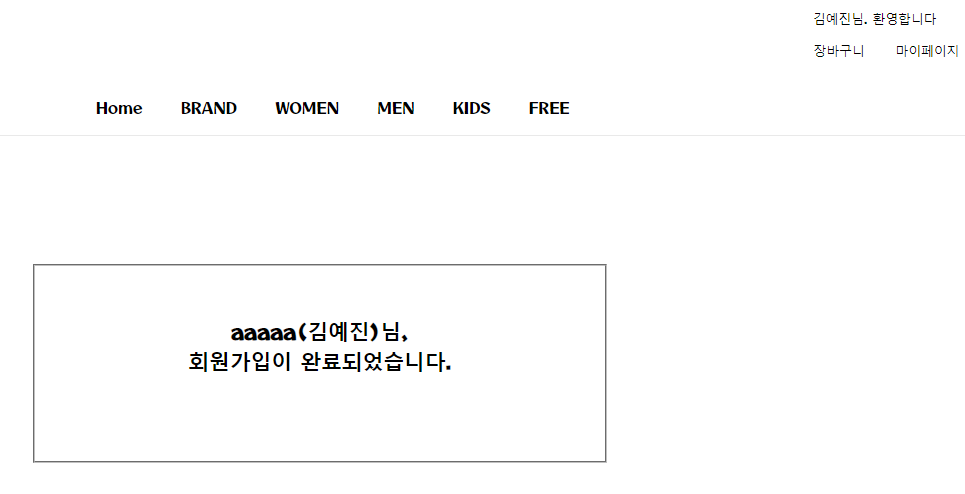 김예진님. 환영합니다
장바구니 마이페이지
Home BRAND WOMEN MEN KIDS FREE
aaaaa(김예진)님,
회원가입이 완료되었습니다.